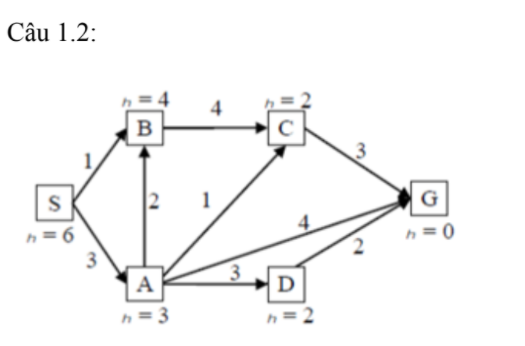 Câu 1.2:
h = 4
4
h = 2
B
C
1
3
S
2
1
G
h = 6
4
h = 0
3
3
2
A
D
h = 3
h = 2